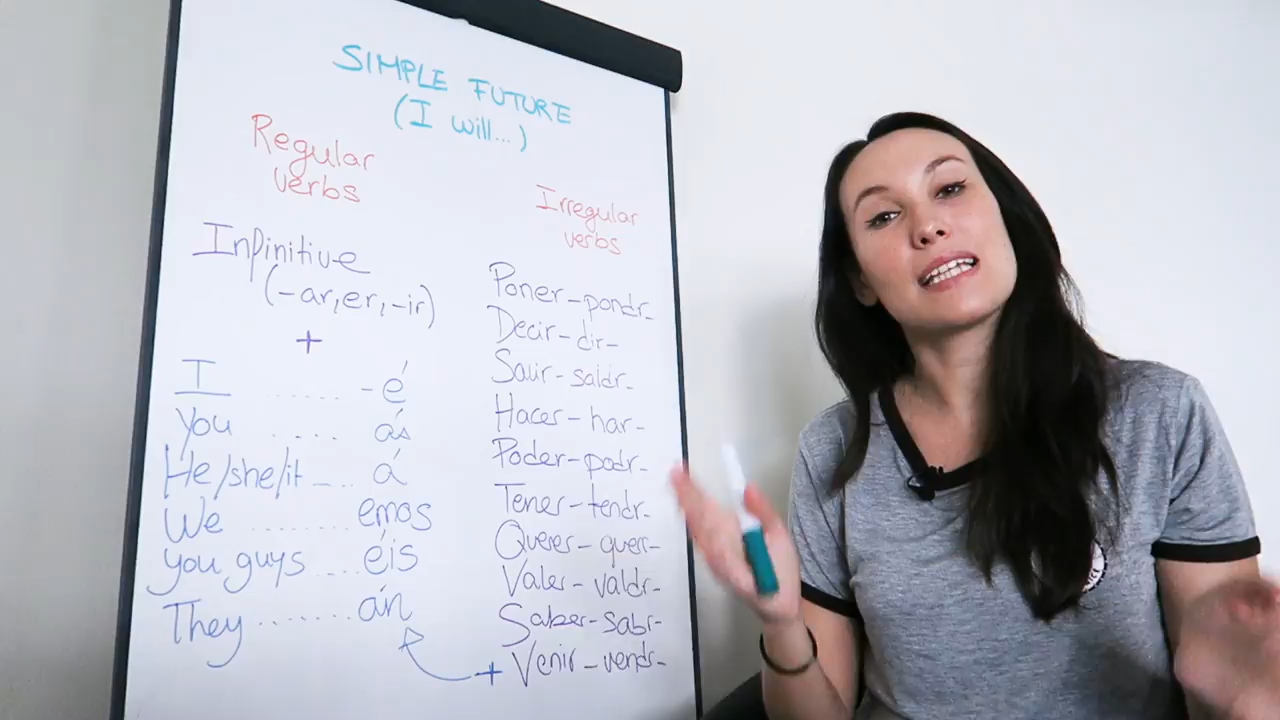 SIMPLE FUTURE
(I will...)
Regular
verbs
Infinitive
(-ar, er, -ir)
+
I ...... -é
You ..... ás
He/she/it _... á
We ........ emos
you guys .... éis
They ....... án
Irregular
verbs
Poner-pondr-
Decir-dir-
Salir-saldr-
Hacer-har-
Poder-podr-
Tener-tendr-
Querer-querr-
Valer-valdr-
Saber-sabr-
+ Venir-vendr-